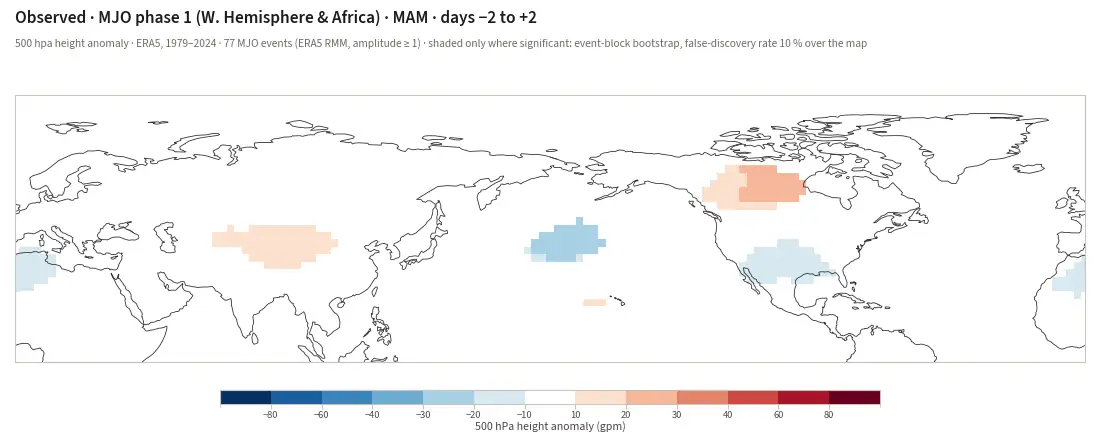 Observed · MJO phase 1 (W. Hemisphere & Africa) · MAM · days −2 to +2
500 hpa height anomaly · ERA5, 1979–2024 · 77 MJO events (ERA5 RMM, amplitude ≥ 1) · shaded only where significant: event-block bootstrap, false-discovery rate 10 % over the map
−80 −60 −40 −30 −20 −10 10 20 30 40 60 80
500 hPa height anomaly (gpm)